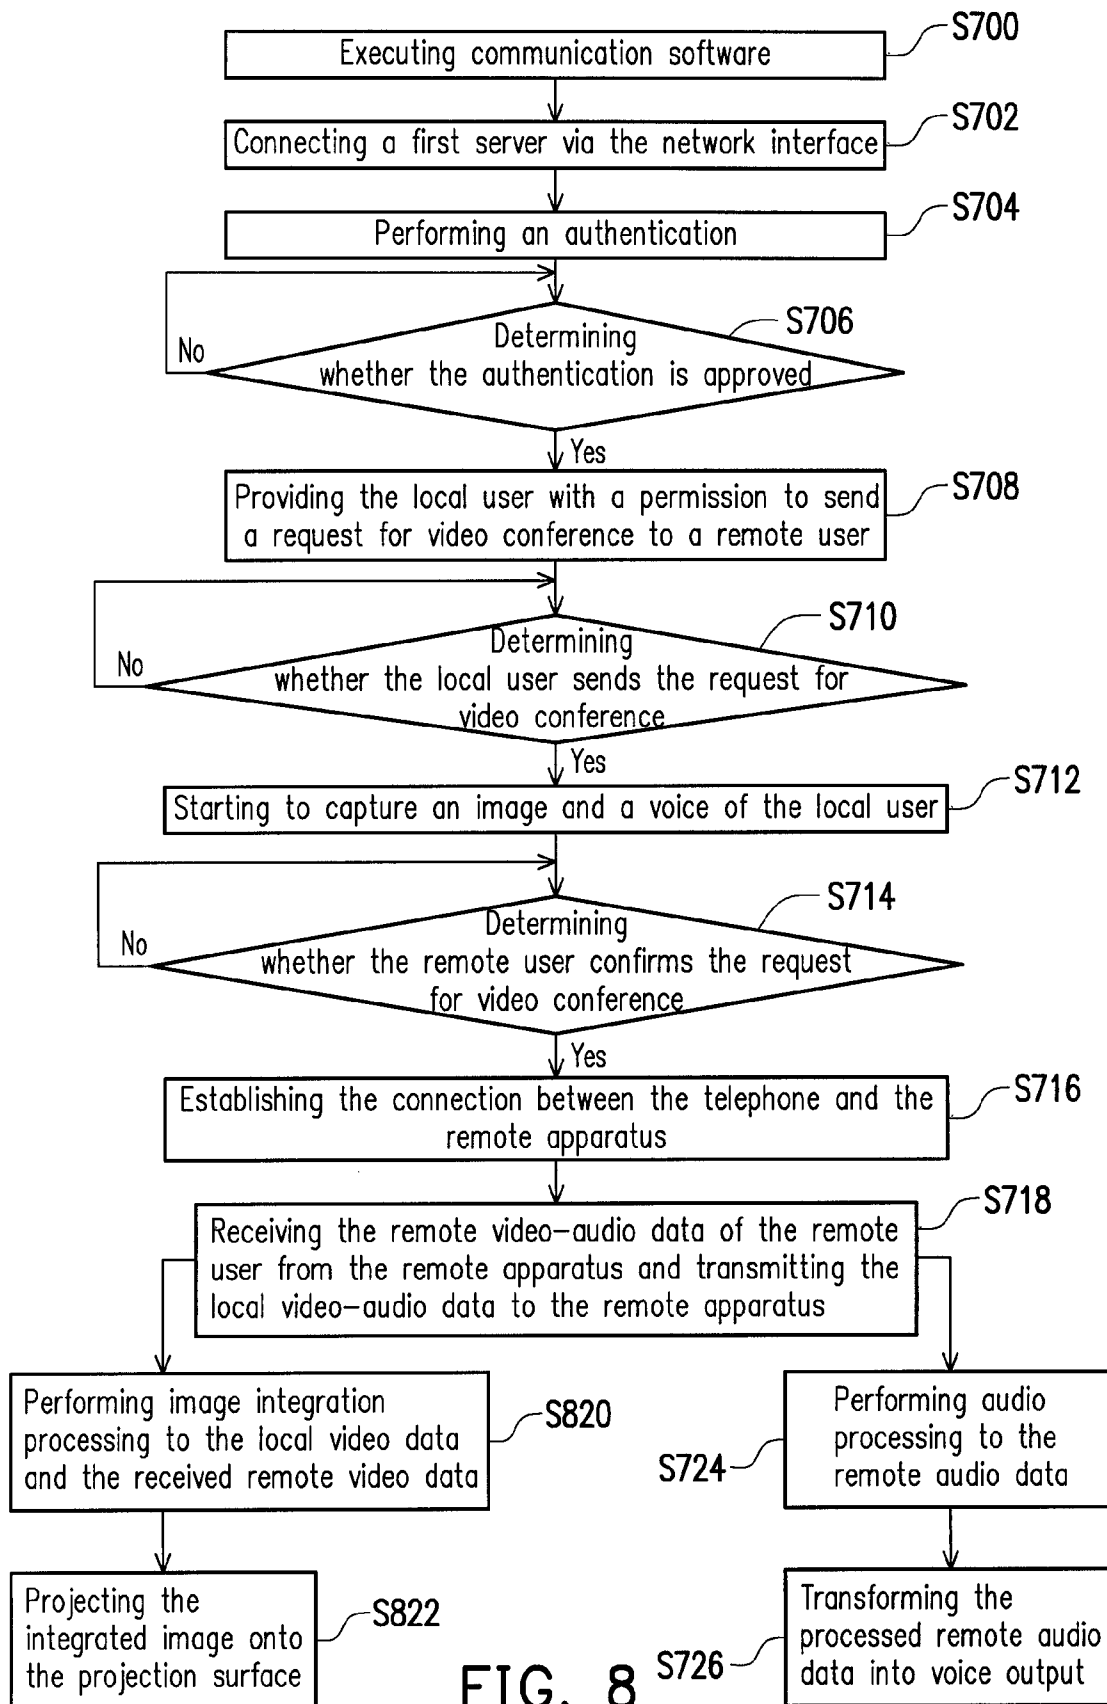 S700
Executing communication software
S702
Connecting a first server via the network interface
S704
Performing an authentication
S706
Determining
whether the authentication is approved
No
Yes
S708
Providing the local user with a permission to send
a request for video conference to a remote user
S710
Determining
whether the local user sends the request for
video conference
No
Yes
S712
Starting to capture an image and a voice of the local user
S714
Determining
whether the remote user confirms the request
for video conference
No
Yes
S716
Establishing the connection between the telephone and the
remote apparatus
S718
Receiving the remote video-audio data of the remote
user from the remote apparatus and transmitting the
local video-audio data to the remote apparatus
Performing image integration
processing to the local video data
and the received remote video data
S820
S724
Performing audio
processing to the
remote audio data
Projecting the
integrated image onto
the projection surface
S822
S726
Transforming the
processed remote audio
data into voice output
FIG. 8